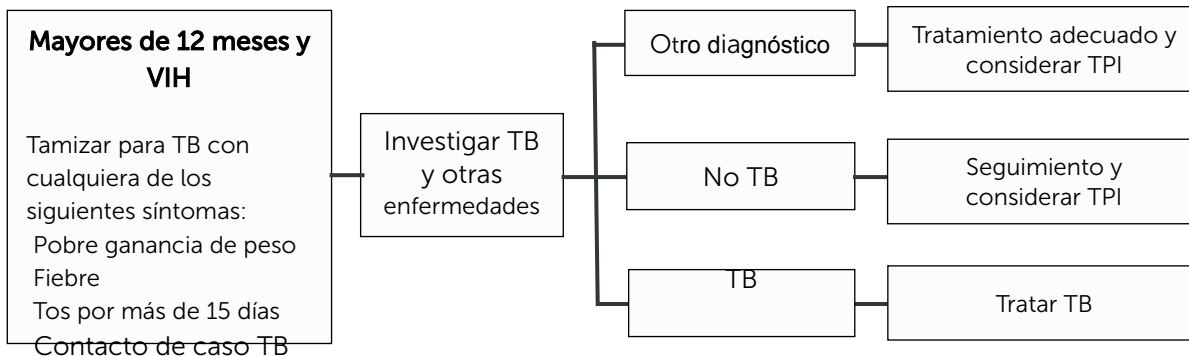 Mayores de 12 meses y
VIH
Tamizar para TB con
cualquiera de los
siguientes síntomas:
Pobre ganancia de peso
Fiebre
Tos por más de 15 días
Contacto de caso TB
Investigar TB
y otras
enfermedades
Otro diagnóstico
Tratamiento adecuado y
considerar TPI
No TB
Seguimiento y
considerar TPI
TB
Tratar TB